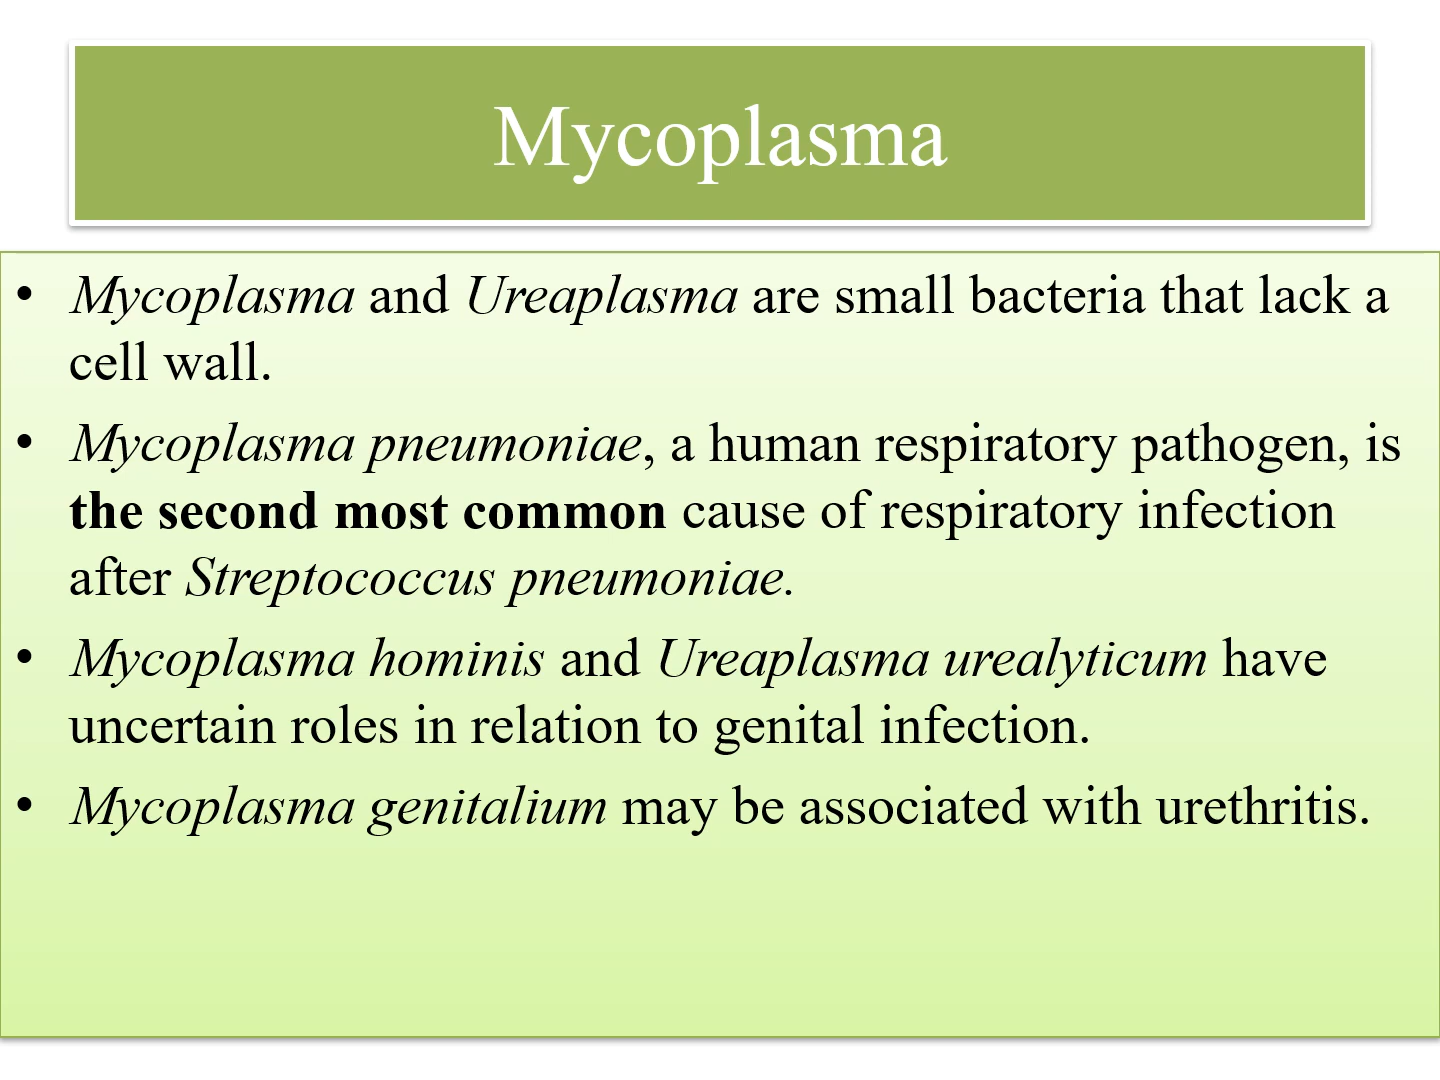 Mycoplasma
• Mycoplasma and Ureaplasma are small bacteria that lack a
cell wall.
• Mycoplasma pneumoniae, a human respiratory pathogen, is
the second most common cause of respiratory infection
after Streptococcus pneumoniae.
• Mycoplasma hominis and Ureaplasma urealyticum have
uncertain roles in relation to genital infection.
• Mycoplasma genitalium may be associated with urethritis.